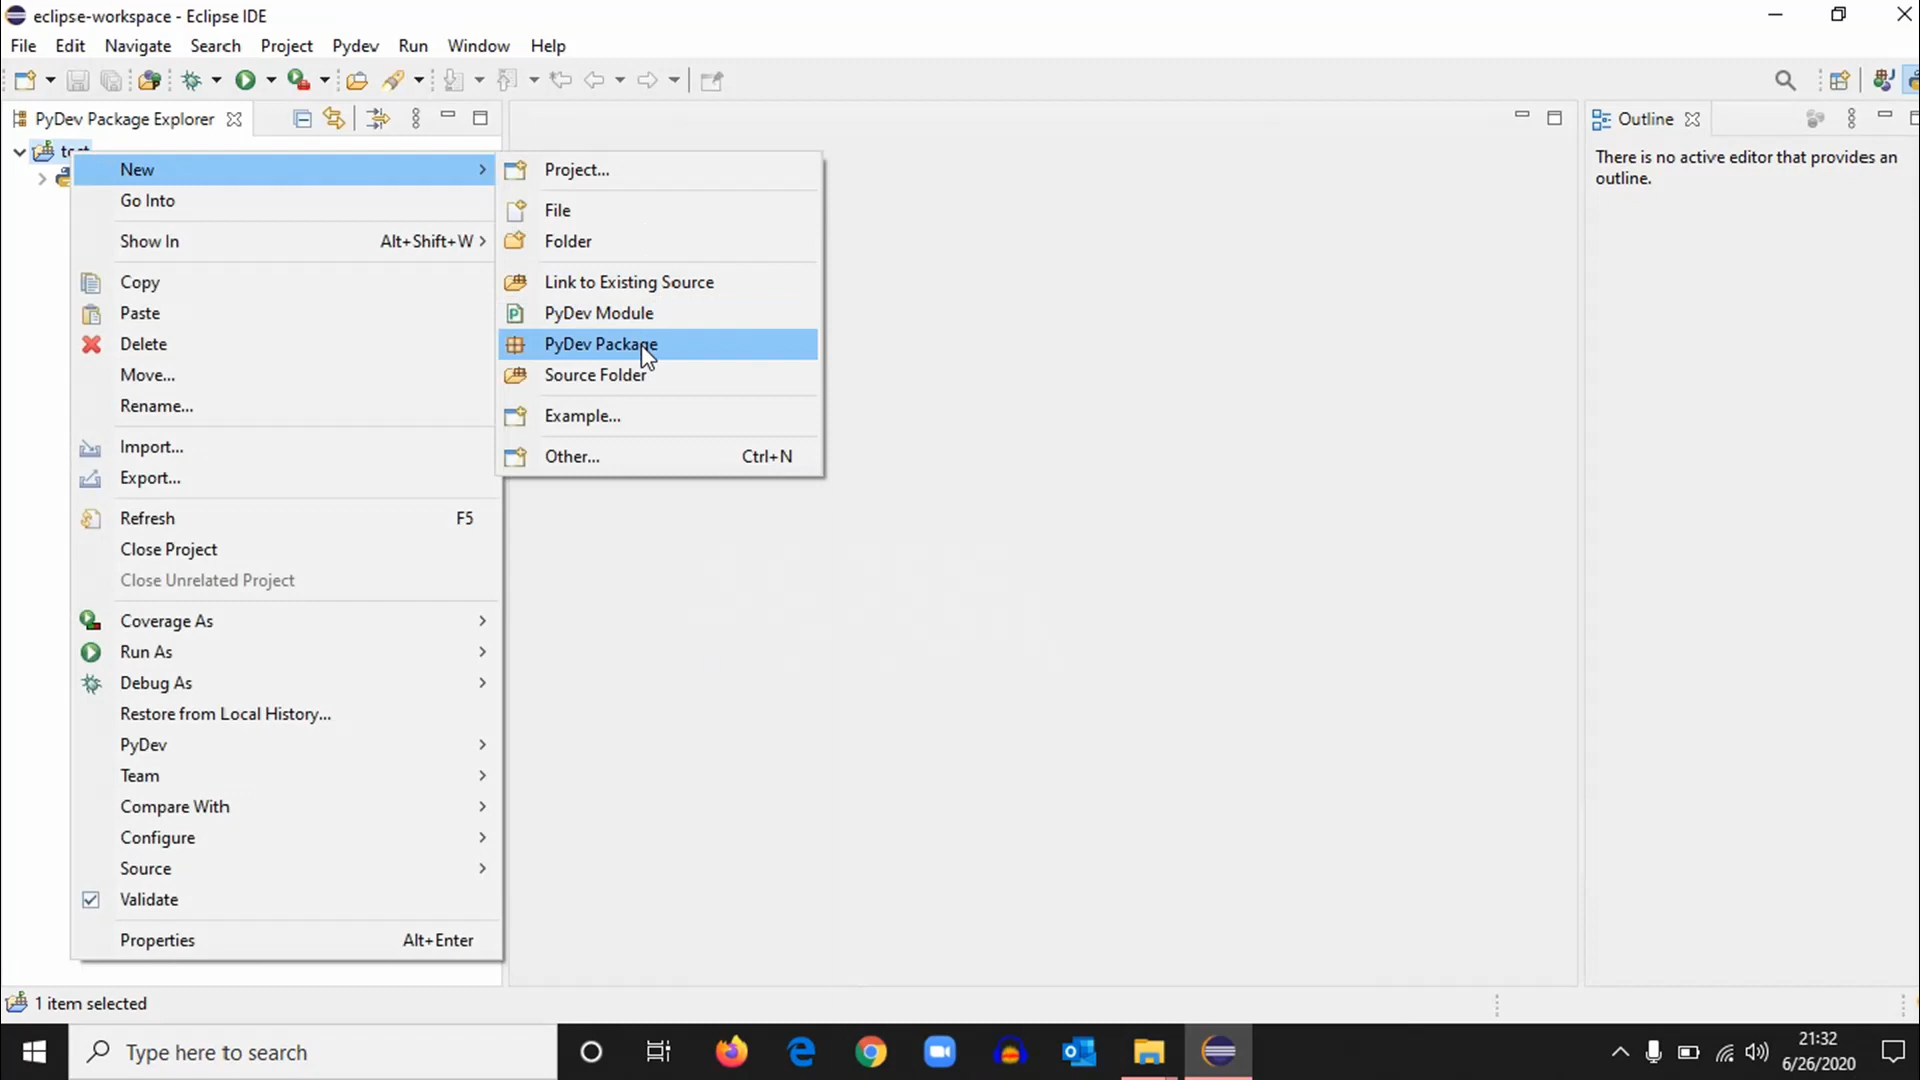 eclipse-workspace - Eclipse IDE
File Edit Navigate Search Project Pydev Run Window Help
PyDev Package Explorer
Outline
There is no active editor that provides an
outline.
New
Go Into
Show In Alt+Shift+W
Copy
Paste
Delete
Move...
Rename...
Import...
Export...
Refresh F5
Close Project
Close Unrelated Project
Coverage As
Run As
Debug As
Restore from Local History...
PyDev
Team
Compare With
Configure
Source
Validate
Properties Alt+Enter
Project...
File
Folder
Link to Existing Source
PyDev Module
PyDev Package
Source Folder
Example...
Other... Ctrl+N
1 item selected
Type here to search
21:32
6/26/2020